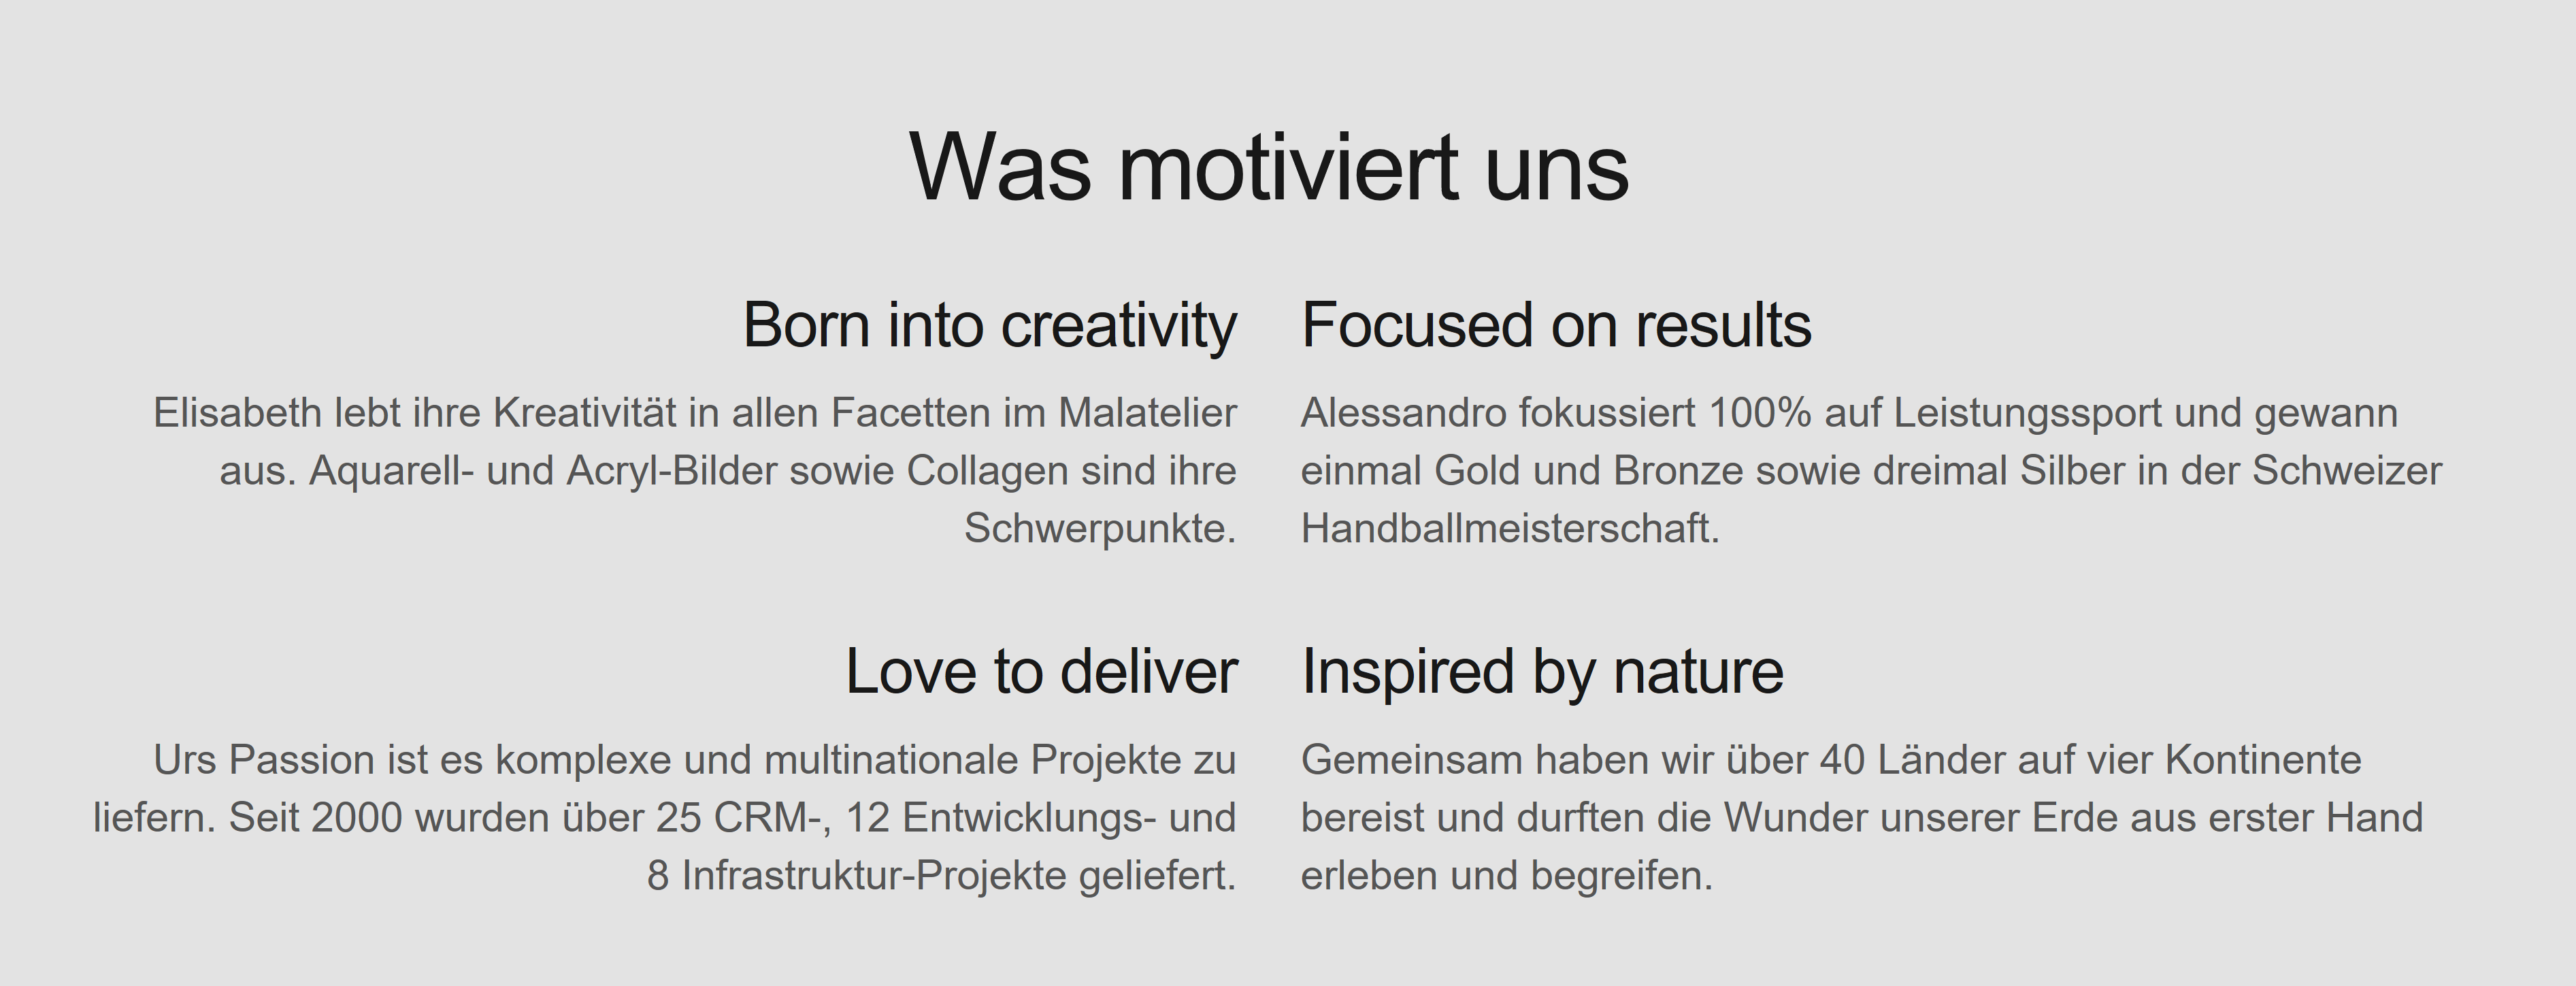 Was motiviert uns
Born into creativity
Elisabeth lebt ihre Kreativität in allen Facetten im Malatelier
aus. Aquarell- und Acryl-Bilder sowie Collagen sind ihre
Schwerpunkte.
Focused on results
Alessandro fokussiert 100% auf Leistungssport und gewann
einmal Gold und Bronze sowie dreimal Silber in der Schweizer
Handballmeisterschaft.
Love to deliver
Urs Passion ist es komplexe und multinationale Projekte zu
liefern. Seit 2000 wurden über 25 CRM-, 12 Entwicklungs- und
8 Infrastruktur-Projekte geliefert.
Inspired by nature
Gemeinsam haben wir über 40 Länder auf vier Kontinente
bereist und durften die Wunder unserer Erde aus erster Hand
erleben und begreifen.